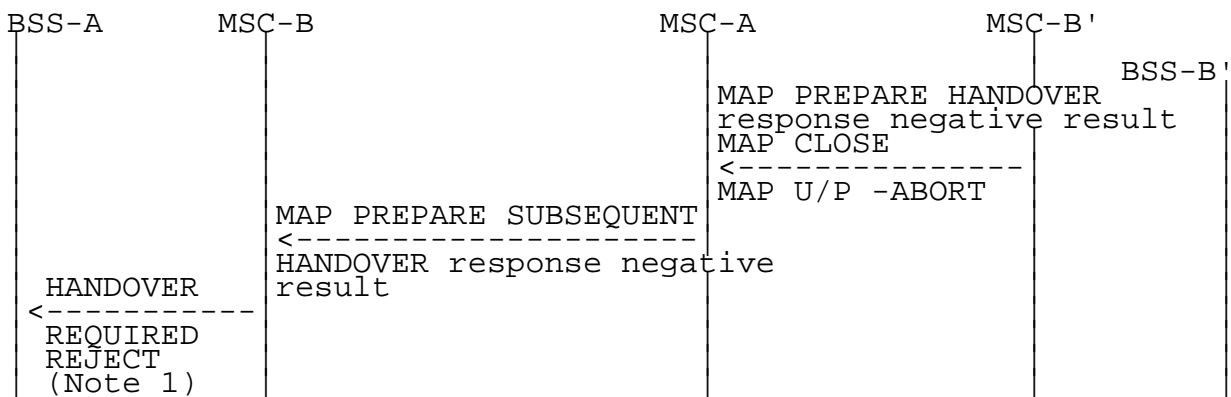 BSS-A MSC-B MSC-A MSC-B'
BSS-B'
MAP PREPARE HANDOVER
response negative result
MAP CLOSE
MAP U/P -ABORT
MAP PREPARE SUBSEQUENT
HANDOVER response negative
result
HANDOVER
REQUIRED
REJECT
(Note 1)